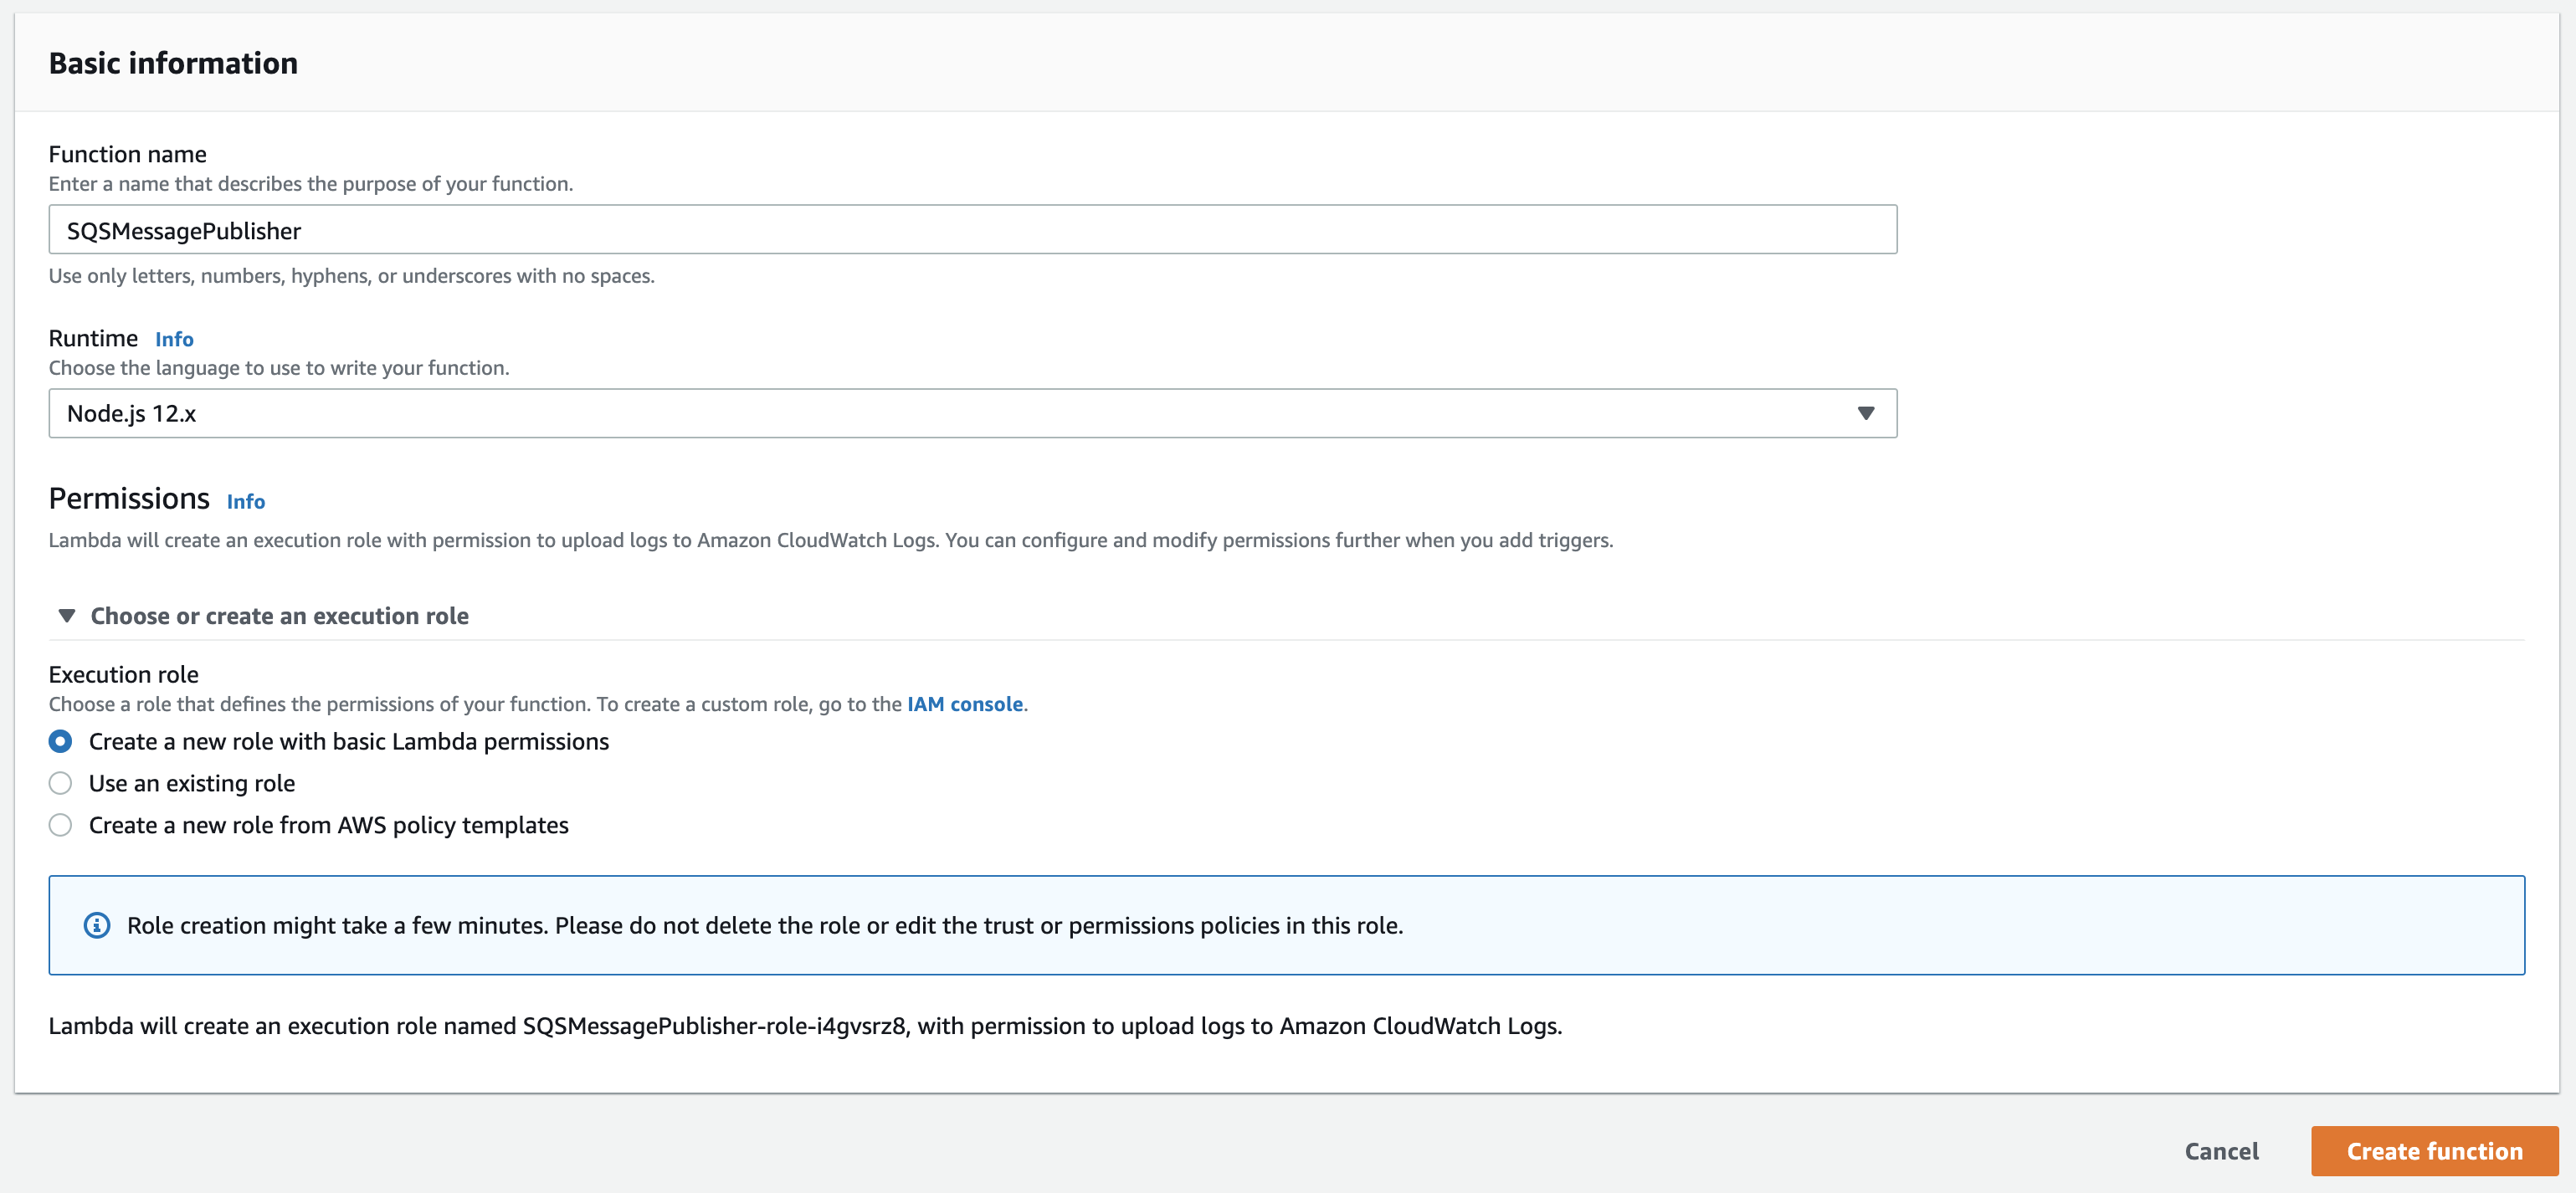 Basic information
Function name
Enter a name that describes the purpose of your function.
SQSMessagePublisher
Use only letters, numbers, hyphens, or underscores with no spaces.
Runtime Info
Choose the language to use to write your function.
Node.js 12.x
Permissions Info
Lambda will create an execution role with permission to upload logs to Amazon CloudWatch Logs. You can configure and modify permissions further when you add triggers.
Choose or create an execution role
Execution role
Choose a role that defines the permissions of your function. To create a custom role, go to the IAM console.
Create a new role with basic Lambda permissions
Use an existing role
Create a new role from AWS policy templates
Role creation might take a few minutes. Please do not delete the role or edit the trust or permissions policies in this role.
Lambda will create an execution role named SQSMessagePublisher-role-i4gvsrz8, with permission to upload logs to Amazon CloudWatch Logs.
Cancel Create function